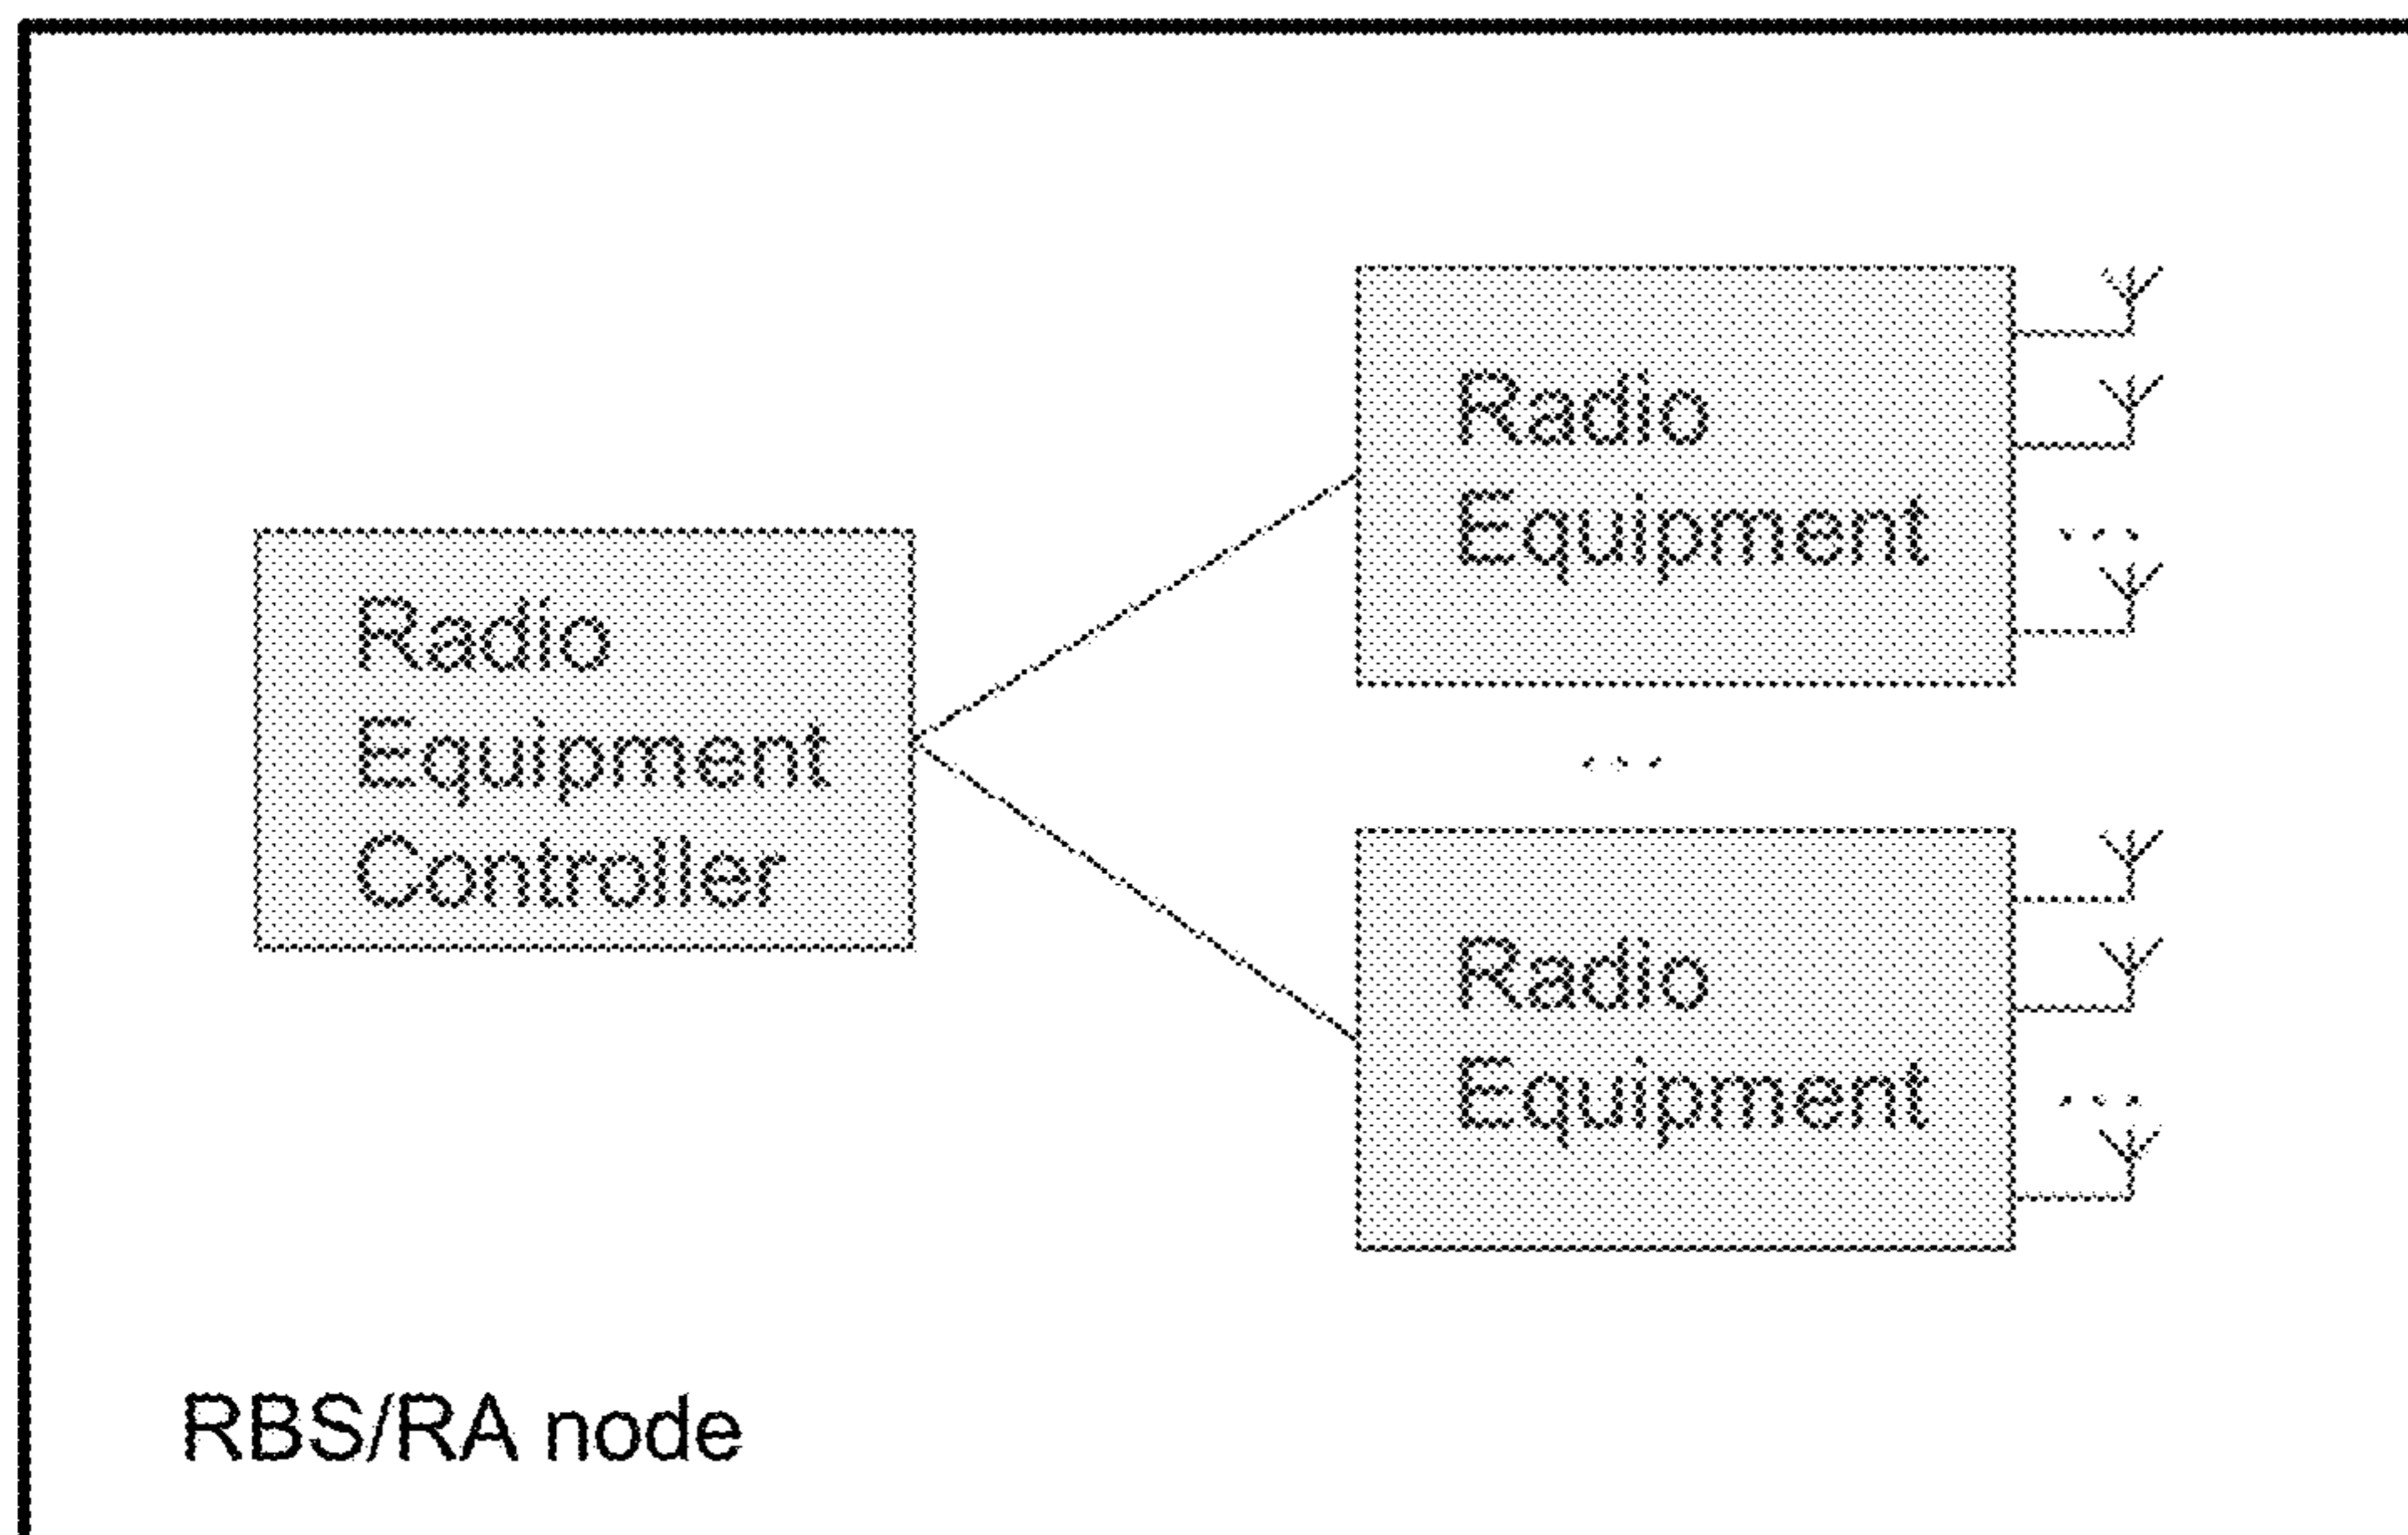 Radio
Equipment
Controller
Radio
Equipment
...
...
Radio
Equipment
...
RBS/RA node